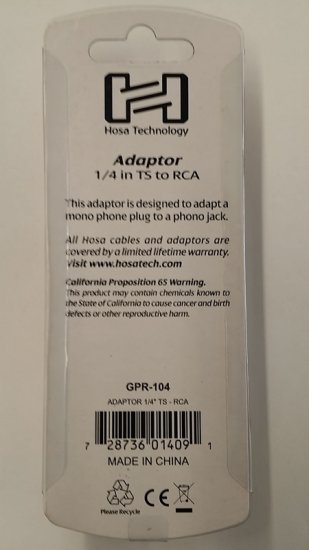 Hosa Technology
Adaptor
1/4 in TS to RCA
This adaptor is designed to adapt a
mono phone plug to a phono jack.
All Hosa cables and adaptors are
covered by a limited lifetime warranty.
Visit www.hosatech.com
California Proposition 65 Warning.
This product may contain chemicals known to
the State of California to cause cancer and birth
defects or other reproductive harm.
GPR-104
ADAPTOR 1/4" TS - RCA
7 28736 01409 1
MADE IN CHINA
Please Recycle
CE